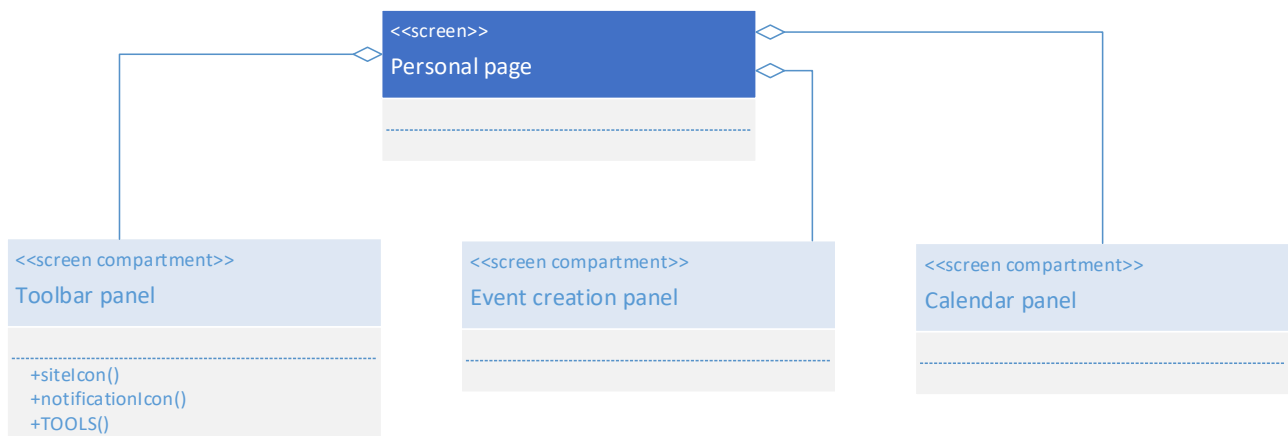 <<screen>>
Personal page
<<screen compartment>>
Toolbar panel
+siteIcon()
+notificationIcon()
+TOOLS()
<<screen compartment>>
Event creation panel
<<screen compartment>>
Calendar panel